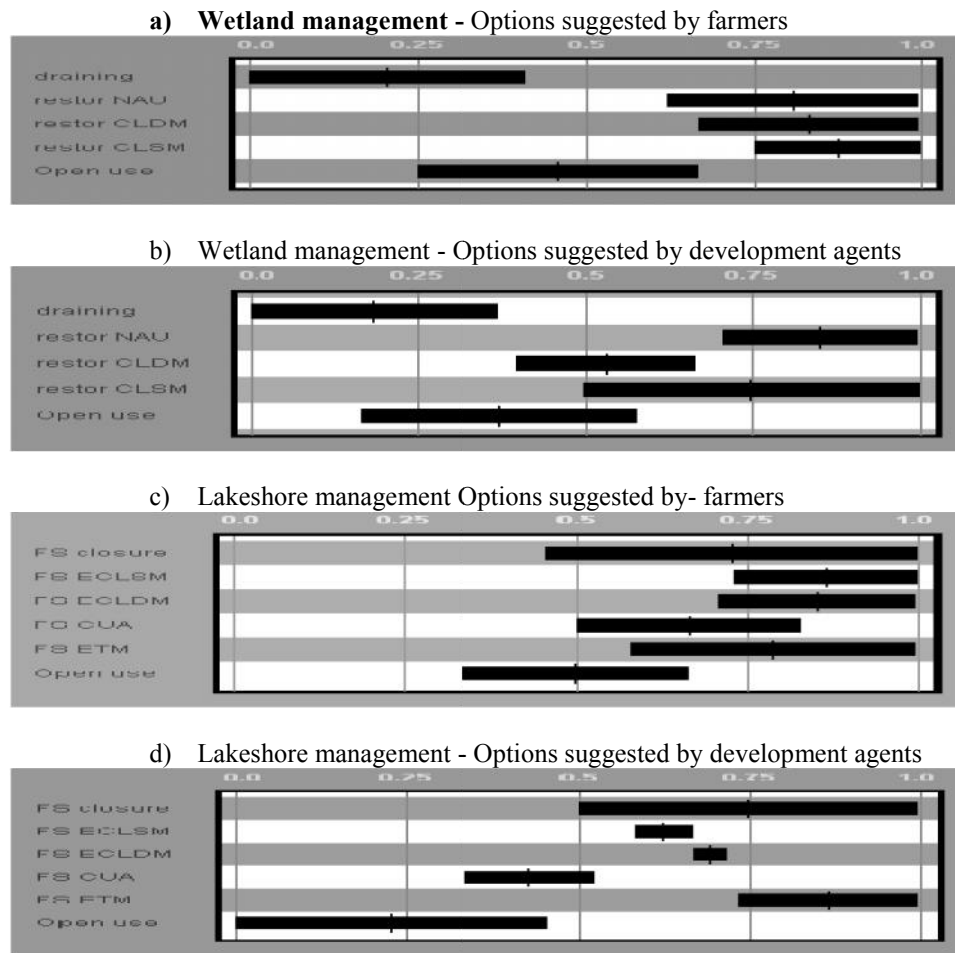 a) Wetland management - Options suggested by farmers
0.0 0.25 0.5 0.75 1.0
draining
restor NAU
restor CLDM
restor CLSM
Open use
b) Wetland management - Options suggested by development agents
0.0 0.25 0.5 0.75 1.0
draining
restor NAU
restor CLDM
restor CLSM
Open use
c) Lakeshore management Options suggested by- farmers
0.0 0.25 0.5 0.75 1.0
FS closure
FS ECLSM
FS ECLDM
FS CUA
FS ETM
Open use
d) Lakeshore management - Options suggested by development agents
0.0 0.25 0.5 0.75 1.0
FS closure
FS ECLSM
FS ECLDM
FS CUA
FS ETM
Open use